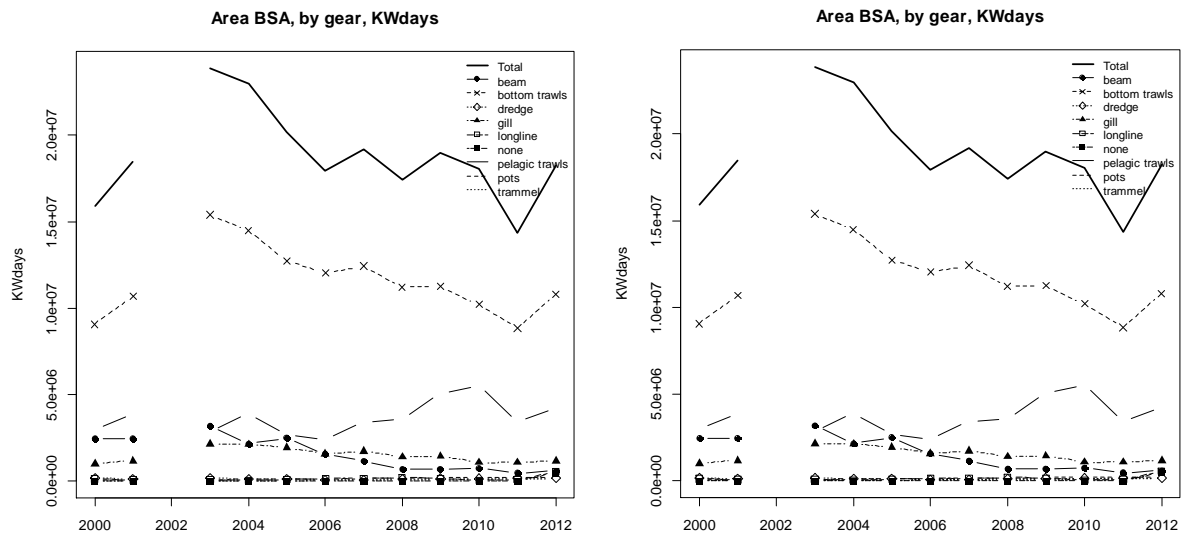 Area BSA, by gear, KWdays
Total
beam
bottom trawls
dredge
gill
longline
none
pelagic trawls
pots
trammel
KWdays
2.0e+07
1.5e+07
1.0e+07
5.0e+06
0.0e+00
2000 2002 2004 2006 2008 2010 2012
Area BSA, by gear, KWdays
Total
beam
bottom trawls
dredge
gill
longline
none
pelagic trawls
pots
trammel
KWdays
2.0e+07
1.5e+07
1.0e+07
5.0e+06
0.0e+00
2000 2002 2004 2006 2008 2010 2012